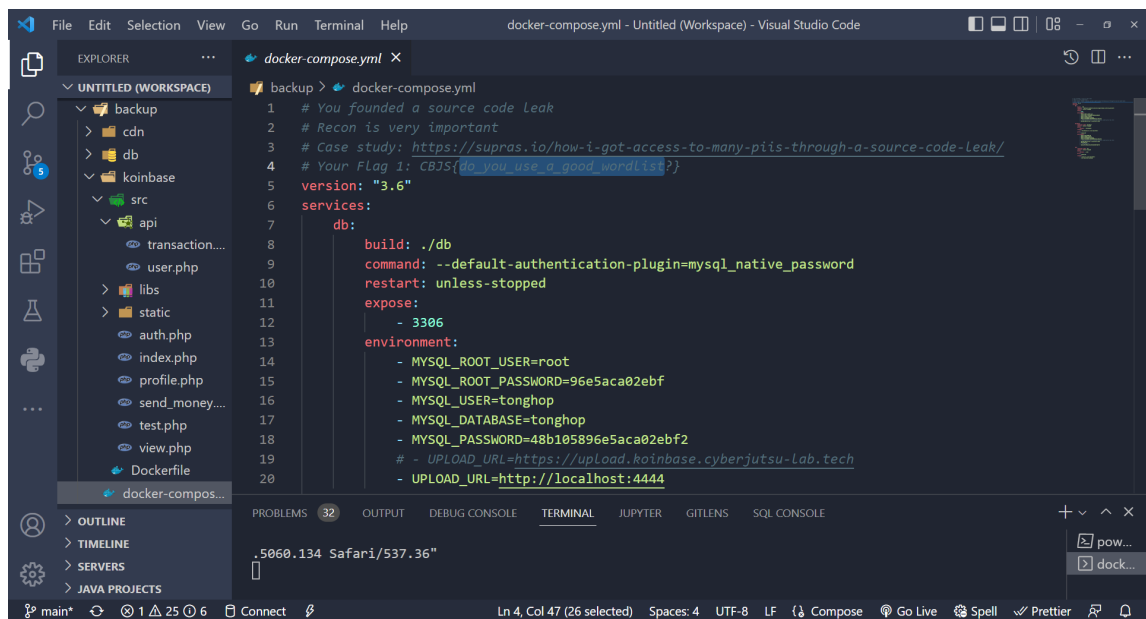 File Edit Selection View Go Run Terminal Help docker-compose.yml - Untitled (Workspace) - Visual Studio Code
EXPLORER
UNTITLED (WORKSPACE)
backup
cdn
db
koinbase
src
api
transaction....
user.php
libs
static
auth.php
index.php
profile.php
send_money....
test.php
view.php
Dockerfile
docker-compos...
OUTLINE
TIMELINE
SERVERS
JAVA PROJECTS
5
docker-compose.yml
backup > docker-compose.yml
1 # You founded a source code leak
2 # Recon is very important
3 # Case study: https://supras.io/how-i-got-access-to-many-piis-through-a-source-code-leak/
4 # Your Flag 1: CBJS{do_you_use_a_good_wordlist?}
5 version: "3.6"
6 services:
7 db:
8 build: ./db
9 command: --default-authentication-plugin=mysql_native_password
10 restart: unless-stopped
11 expose:
12 - 3306
13 environment:
14 - MYSQL_ROOT_USER=root
15 - MYSQL_ROOT_PASSWORD=96e5aca02ebf
16 - MYSQL_USER=tonghop
17 - MYSQL_DATABASE=tonghop
18 - MYSQL_PASSWORD=48b105896e5aca02ebf2
19 # - UPLOAD_URL=https://upload.koinbase.cyberjutsu-lab.tech
20 - UPLOAD_URL=http://localhost:4444
PROBLEMS 32 OUTPUT DEBUG CONSOLE TERMINAL JUPYTER GITLENS SQL CONSOLE
.5060.134 Safari/537.36"
pow...
dock...
main* 1 25 6 Connect Ln 4, Col 47 (26 selected) Spaces: 4 UTF-8 LF Compose Go Live Spell Prettier